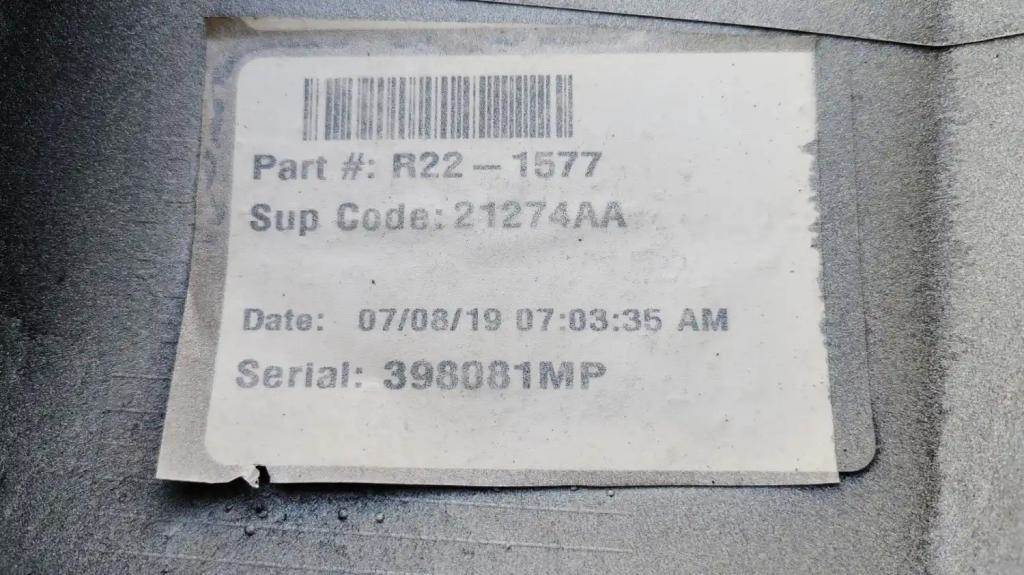 Part #: R22-1577
Sup Code: 21274AA
Date: 07/08/19 07:03:35 AM
Serial: 398081MP